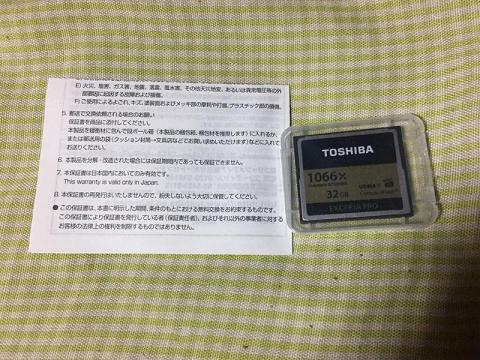 E) 火災、塩害、ガス害、地震、落雷、風水害、その他天災地変、あるいは異常電圧等の外
部要因に起因する故障および損傷。
F) ご使用によるよごれ、キズ、塗装面およびメッキ部の摩耗や打痕、プラスチック部の損傷。
5. 郵送で交換依頼される場合のお願い
保証書を商品に添付してください。
本製品を緩衝材に包んで段ボール箱（本製品の梱包箱、梱包材を推奨します）に入れるか、
または郵送用の袋（クッション封筒→文具店などでお買い求めいただけます）などに入れて
お送りください。
6. 本製品を分解・改造された場合には保証期間内であっても保証できません。
7. 本保証書は日本国内においてのみ有効です。
This warranty is valid only in Japan.
8. 本保証書の再発行はいたしませんので、紛失しないよう大切に保管してください。
● この保証書は、本書に明示した期間、条件のもとにおける無料交換をお約束するものです。
この保証書により保証書を発行している者（保証責任者）、およびそれ以外の事業者に対する
お客様の法律上の権利を制限するものではありません。
TOSHIBA
1066x
32GB
UDMA 7
EXCERIA PRO